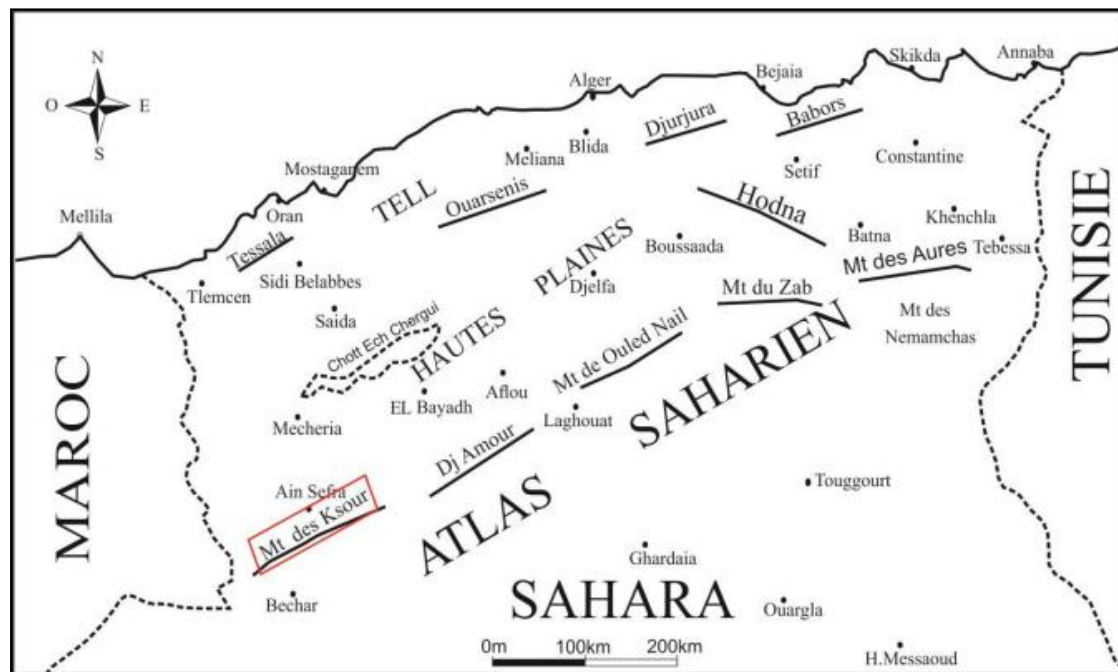 N
O
E
S
Skikda
Annaba
Alger
Bejaia
Djurjura
Babors
Blida
Meliana
Setif
Constantine
Mostaganem
TELL
Ouarsenis
Oran
Mellila
Tessala
Sidi Belabbes
Tlemcen
Hodna
Khenchla
Batna
Tebessa
Boussaada
PLAINES
Mt des Aures
Djelfa
Mt du Zab
Saida
Chott Ech Chergui
HAUTES
Mt des
Nemamchas
Mt de Ouled Nail
Aflou
EL Bayadh
Laghouat
Mecheria
SAHARIEN
Dj Amour
MAROC
TUNISIE
Ain Sefra
Mt des Ksour
ATLAS
Touggourt
Ghardaia
Bechar
SAHARA
Ouargla
H.Messaoud
0m
100km
200km